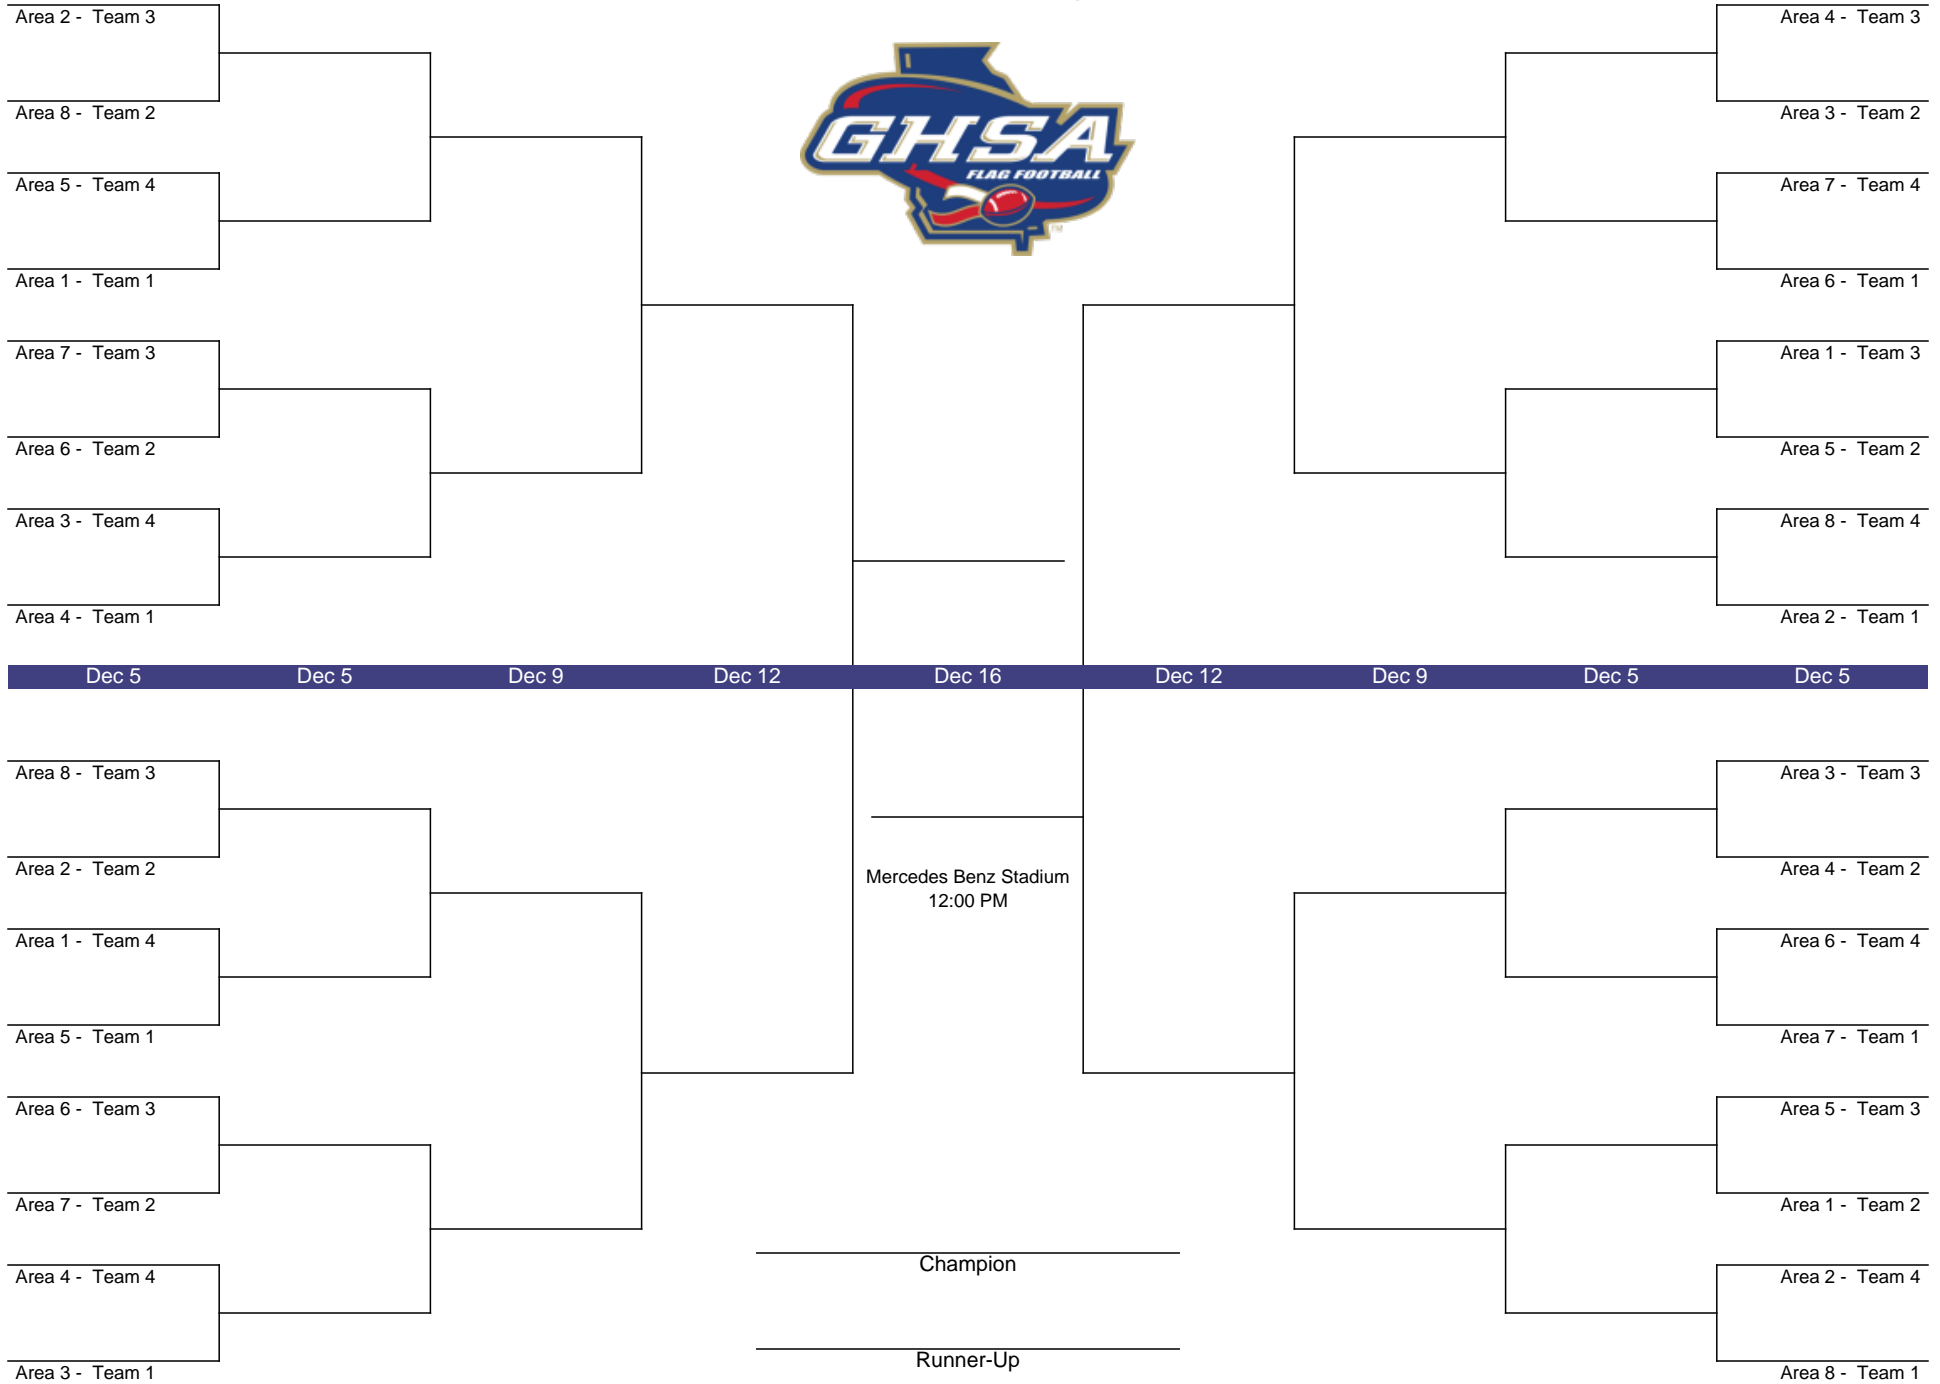 Area 2 - Team 3
Area 8 - Team 2
Area 5 - Team 4
Area 1 - Team 1
Area 7 - Team 3
Area 6 - Team 2
Area 3 - Team 4
Area 4 - Team 1
GHSA
FLAG FOOTBALL
TM
Area 4 - Team 3
Area 3 - Team 2
Area 7 - Team 4
Area 6 - Team 1
Area 1 - Team 3
Area 5 - Team 2
Area 8 - Team 4
Area 2 - Team 1
Dec 5 Dec 5 Dec 9 Dec 12 Dec 16 Dec 12 Dec 9 Dec 5 Dec 5
Area 8 - Team 3
Area 2 - Team 2
Area 1 - Team 4
Area 5 - Team 1
Area 6 - Team 3
Area 7 - Team 2
Area 4 - Team 4
Area 3 - Team 1
Mercedes Benz Stadium
12:00 PM
Champion
Runner-Up
Area 3 - Team 3
Area 4 - Team 2
Area 6 - Team 4
Area 7 - Team 1
Area 5 - Team 3
Area 1 - Team 2
Area 2 - Team 4
Area 8 - Team 1